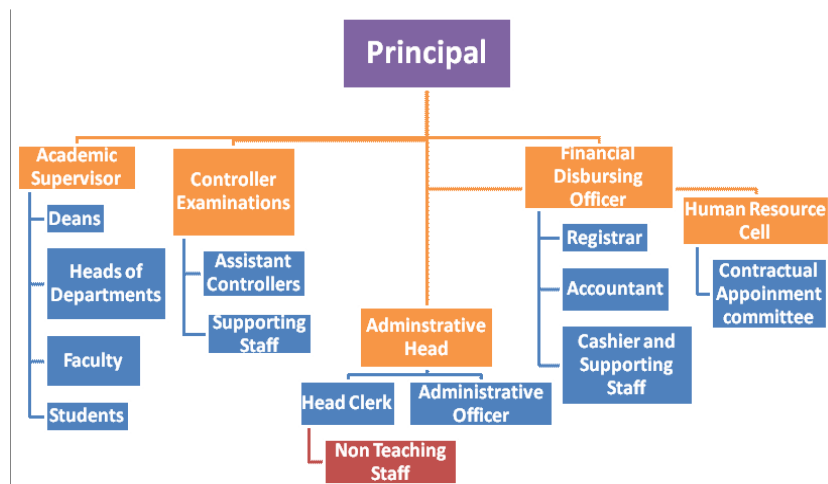 Principal
Academic
Supervisor
Deans
Heads of
Departments
Faculty
Students
Controller
Examinations
Assistant
Controllers
Supporting
Staff
Adminstrative
Head
Head Clerk
Non Teaching
Staff
Administrative
Officer
Financial
Disbursing
Officer
Registrar
Accountant
Cashier and
Supporting
Staff
Human Resource
Cell
Contractual
Appoinment
committee